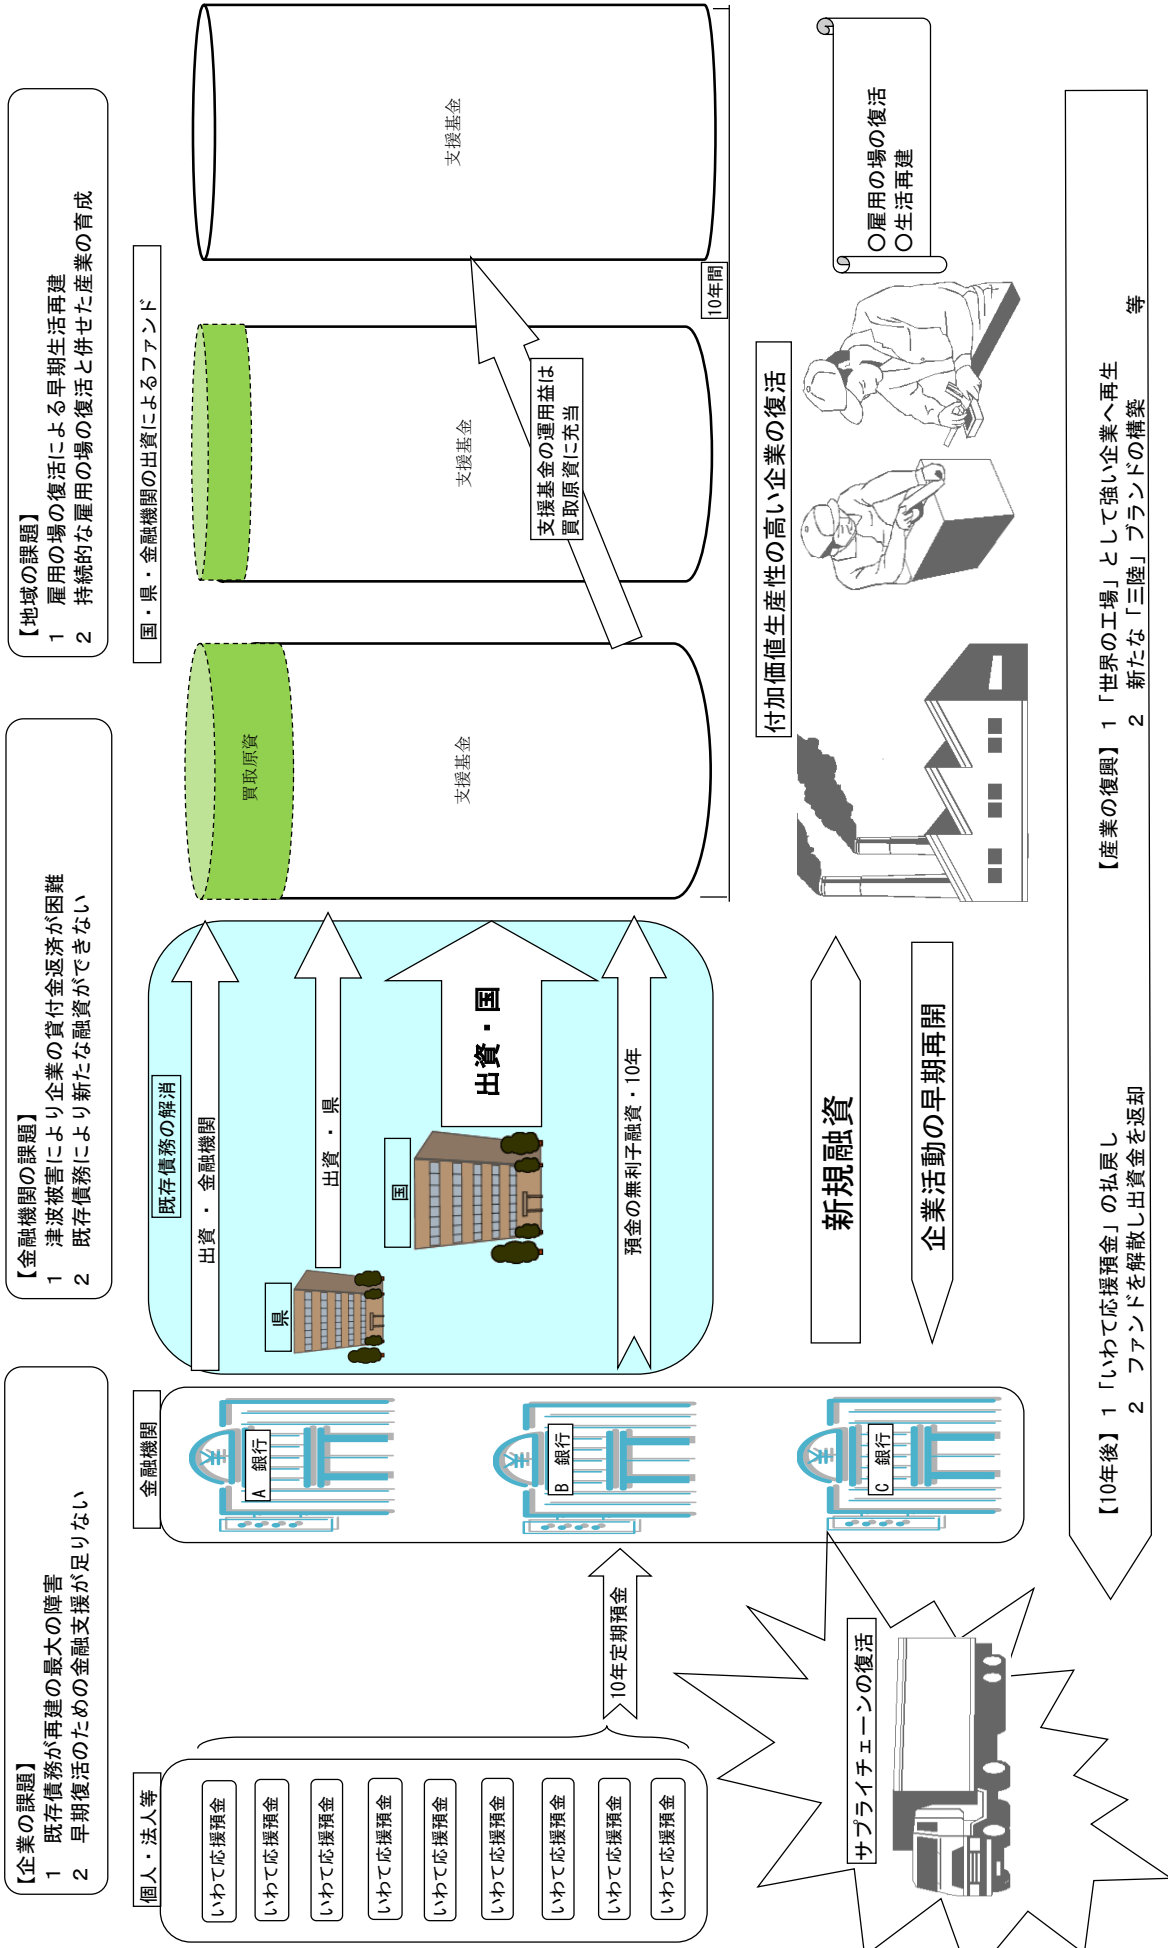 【企業の課題】
1　既存債務が再建の最大の障害
2　早期復活のための金融支援が足りない
【金融機関の課題】
1　津波被害により企業の貸付金返済が困難
2　既存債務により新たな融資ができない
【地域の課題】
1　雇用の場の復活による早期生活再建
2　持続的な雇用の場の復活と併せた産業の育成
個人・法人等
いわて応援預金
いわて応援預金
いわて応援預金
いわて応援預金
いわて応援預金
いわて応援預金
いわて応援預金
いわて応援預金
いわて応援預金
10年定期預金
金融機関
A 銀行
B 銀行
C 銀行
既存債務の解消
出資・金融機関
県
出資・県
国
出資・国
預金の無利子融資・10年
国・県・金融機関の出資によるファンド
買取原資
支援基金
支援基金
支援基金
支援基金の運用益は
買取原資に充当
10年間
サプライチェーンの復活
新規融資
企業活動の早期再開
付加価値生産性の高い企業の復活
○雇用の場の復活
○生活再建
【10年後】1　「いわて応援預金」の払戻し
2　ファンドを解散し出資金を返却
【産業の復興】1　「世界の工場」として強い企業へ再生
2　新たな「三陸」ブランドの構築　等